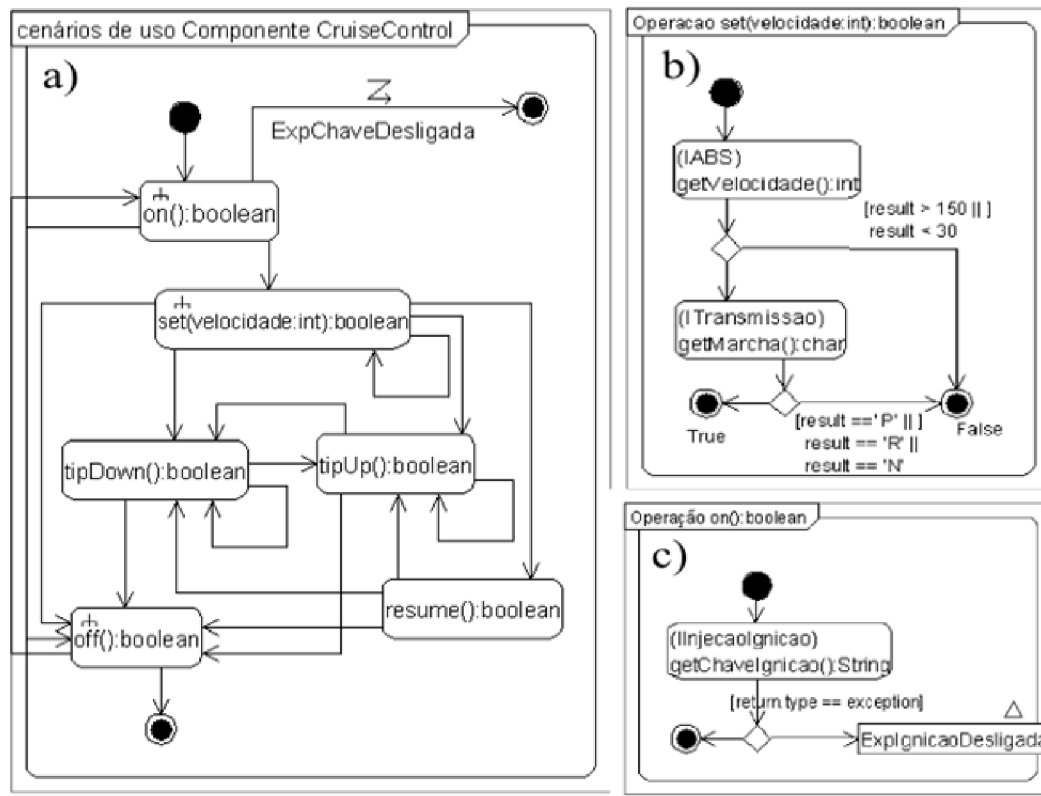 cenários de uso Componente CruiseControl
a)
ExpChaveDesligada
on():boolean
set(velocidade:int):boolean
tipDown():boolean
tipUp():boolean
resume():boolean
off():boolean
Operacao set(velocidade:int):boolean
b)
(IABS)
getVelocidade():int
[result > 150 || ]
result < 30
(ITransmissao)
getMarcha():char
True
False
[result =='P' || ]
result == 'R' ||
result == 'N'
Operação on():boolean
c)
(IInjecaoIgnicao)
getChaveIgnicao():String
[return.type == exception]
ExpIgnicaoDesligada